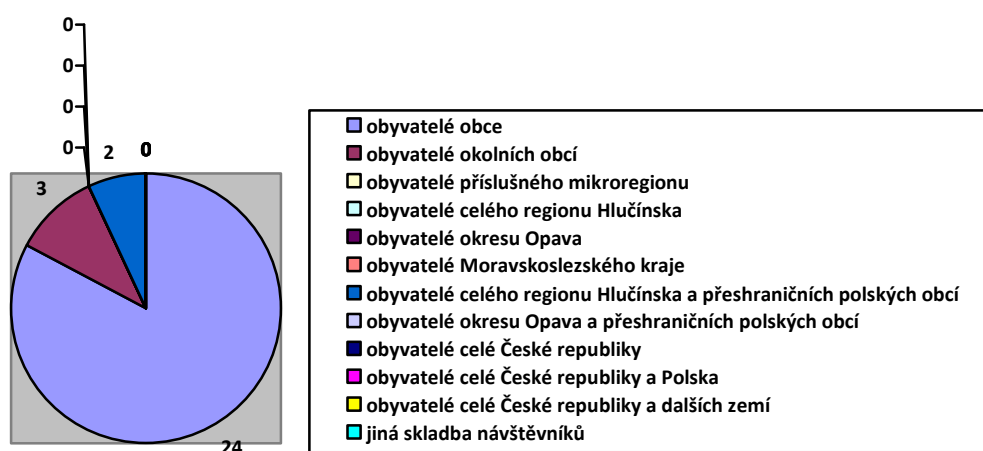 0
0
0
0
2
0
3
24
obyvatelé obce
obyvatelé okolních obcí
obyvatelé příslušného mikroregionu
obyvatelé celého regionu Hlučínska
obyvatelé okresu Opava
obyvatelé Moravskoslezského kraje
obyvatelé celého regionu Hlučínska a přeshraničních polských obcí
obyvatelé okresu Opava a přeshraničních polských obcí
obyvatelé celé České republiky
obyvatelé celé České republiky a Polska
obyvatelé celé České republiky a dalších zemí
jiná skladba návštěvníků